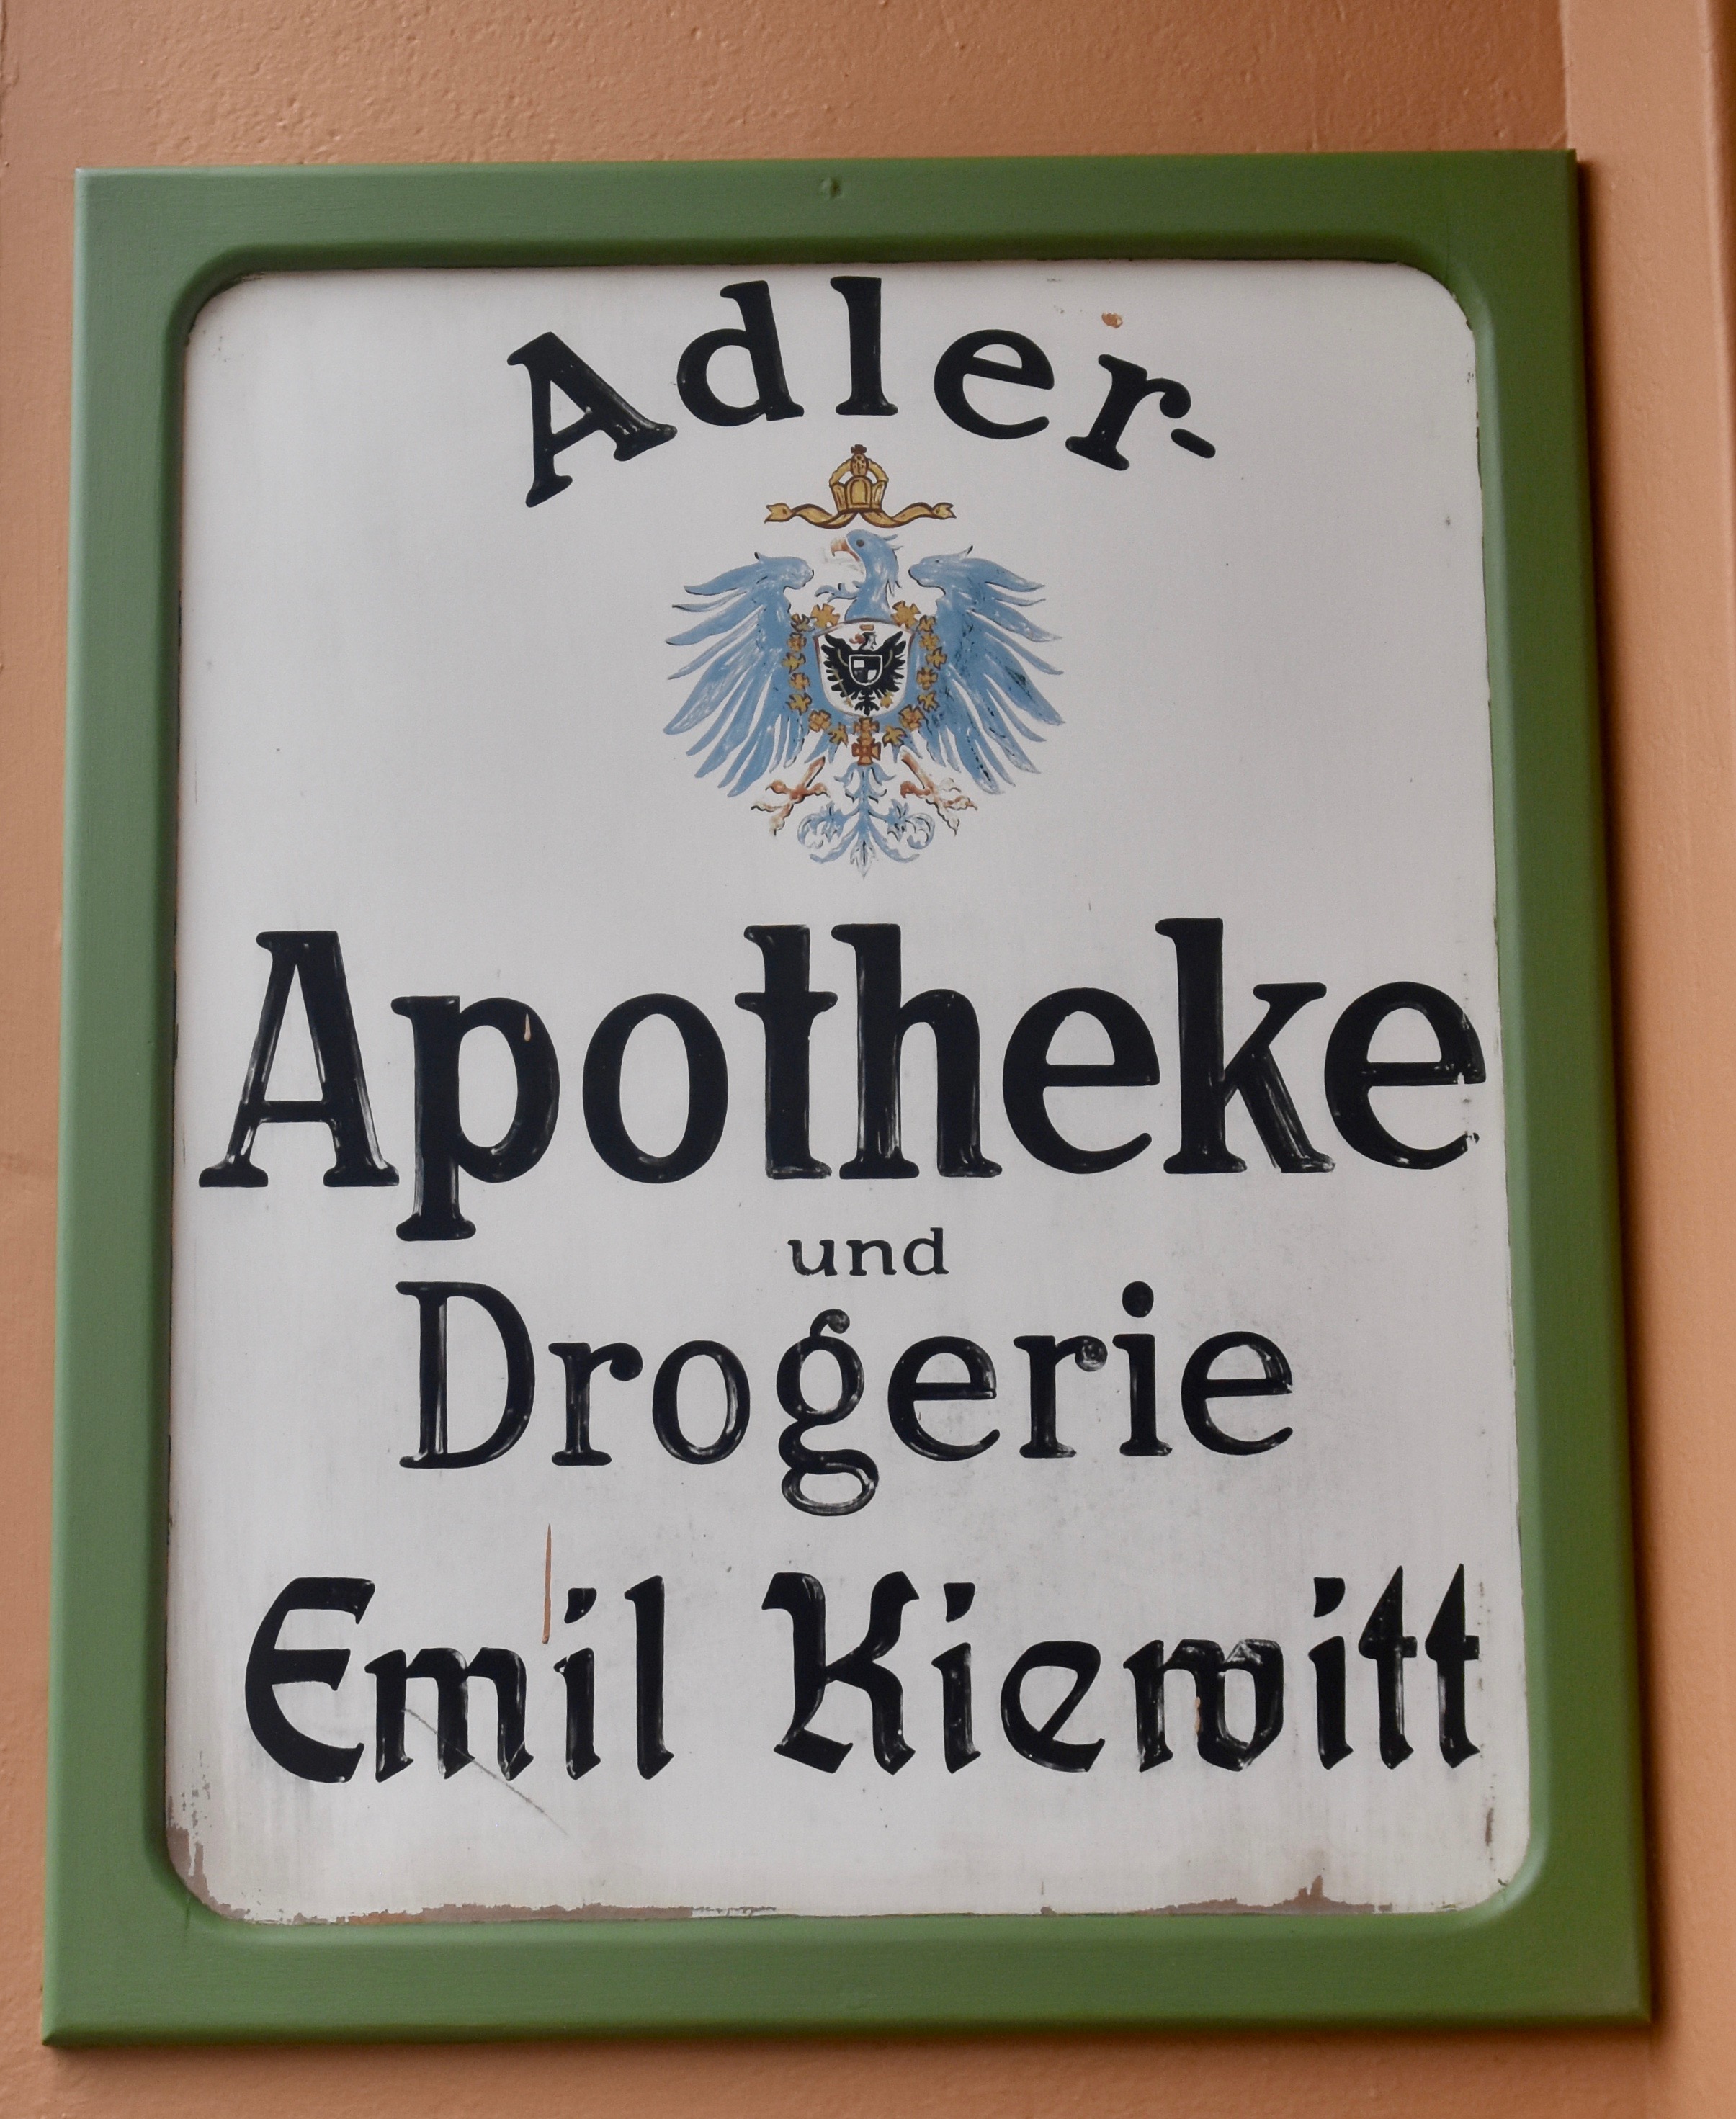 Adler-
Apotheke
und
Drogerie
Emil Kiewitt